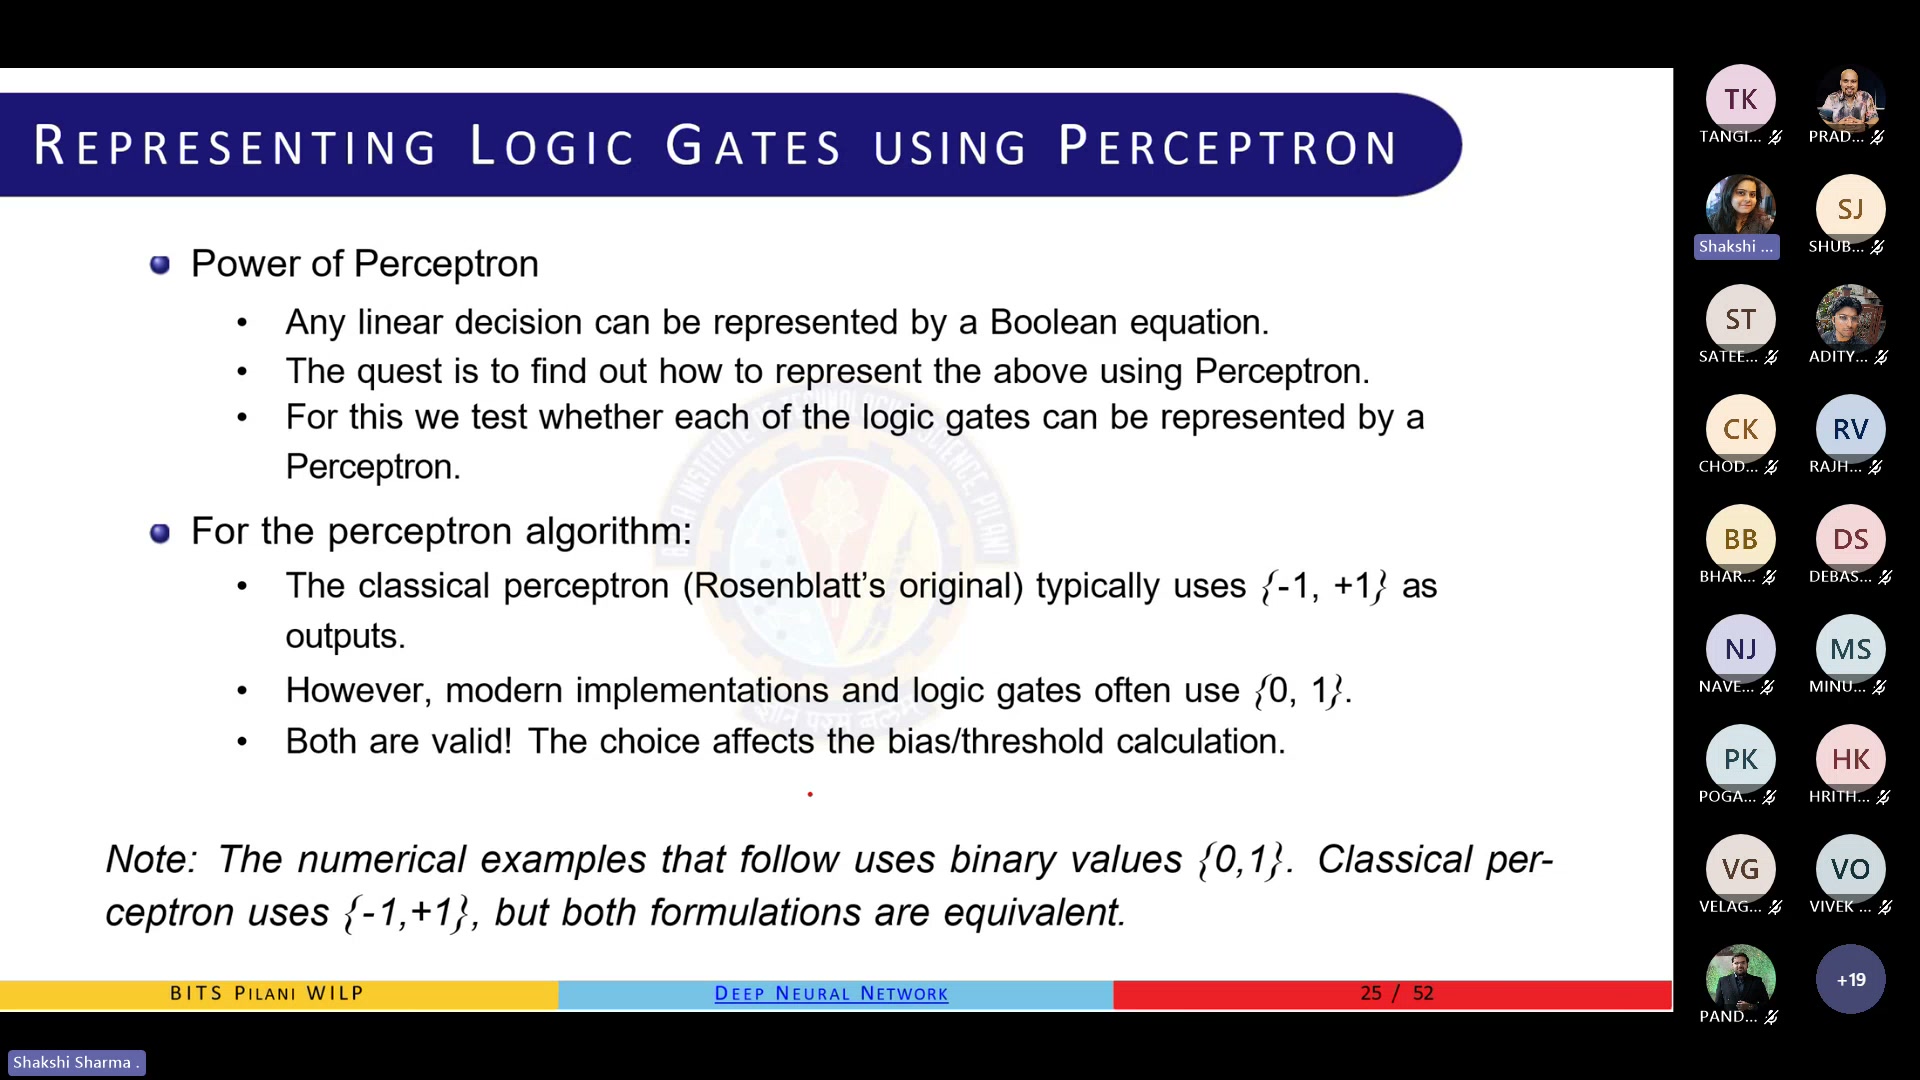 REPRESENTING LOGIC GATES USING PERCEPTRON
Power of Perceptron
• Any linear decision can be represented by a Boolean equation.
• The quest is to find out how to represent the above using Perceptron.
• For this we test whether each of the logic gates can be represented by a
Perceptron.
For the perceptron algorithm:
• The classical perceptron (Rosenblatt’s original) typically uses {-1, +1} as
outputs.
• However, modern implementations and logic gates often use {0, 1}.
• Both are valid! The choice affects the bias/threshold calculation.
Note: The numerical examples that follow uses binary values {0,1}. Classical per-
ceptron uses {-1,+1}, but both formulations are equivalent.
BITS PILANI WILP
DEEP NEURAL NETWORK
25 / 52
Shakshi Sharma .
TK
TANGI...
PRAD...
Shakshi ...
SJ
SHUB...
ST
SATEE...
ADITY...
CK
CHOD...
RV
RAJH...
BB
BHAR...
DS
DEBAS...
NJ
NAVE...
MS
MINU...
PK
POGA...
HK
HRITH...
VG
VELAG...
VO
VIVEK ...
PAND...
+19